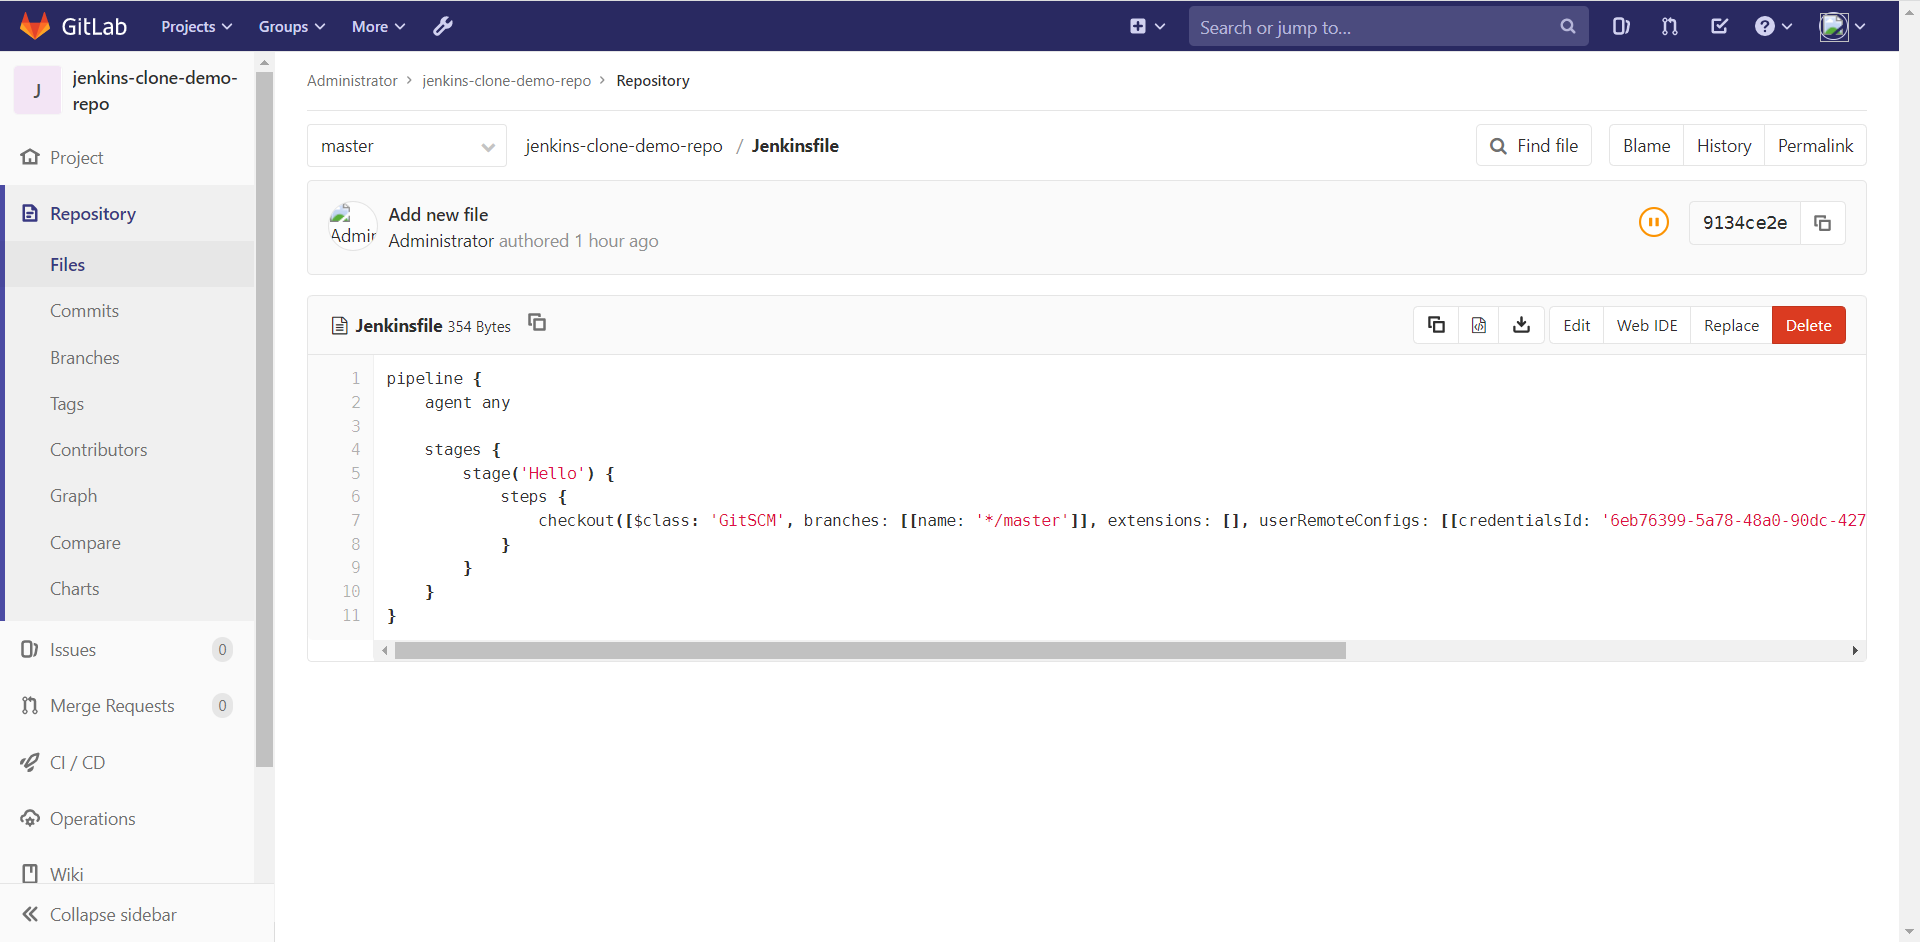 GitLab Projects Groups More Search or jump to...
J jenkins-clone-demo-
repo
Project
Repository
Files
Commits
Branches
Tags
Contributors
Graph
Compare
Charts
Issues 0
Merge Requests 0
CI / CD
Operations
Wiki
Collapse sidebar
Administrator > jenkins-clone-demo-repo > Repository
master jenkins-clone-demo-repo / Jenkinsfile Find file Blame History Permalink
Add new file
Admin Administrator authored 1 hour ago 9134ce2e
Jenkinsfile 354 Bytes Edit Web IDE Replace Delete
1 pipeline {
2 agent any
3
4 stages {
5 stage('Hello') {
6 steps {
7 checkout([$class: 'GitSCM', branches: [[name: '*/master']], extensions: [], userRemoteConfigs: [[credentialsId: '6eb76399-5a78-48a0-90dc-427
8 }
9 }
10 }
11 }